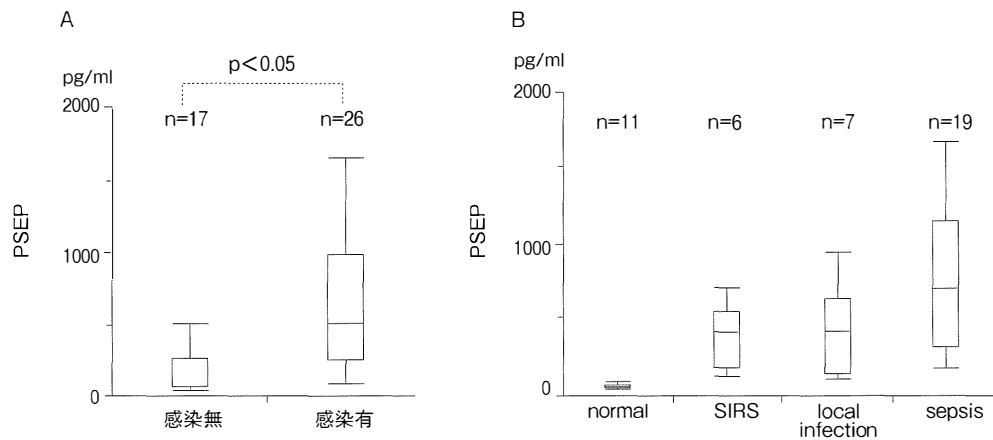 A
pg/ml
p＜0.05
2000
n=17
n=26
1000
PSEP
0
感染無
感染有
B
pg/ml
2000
n=11
n=6
n=7
n=19
1000
PSEP
0
normal
SIRS
local
infection
sepsis